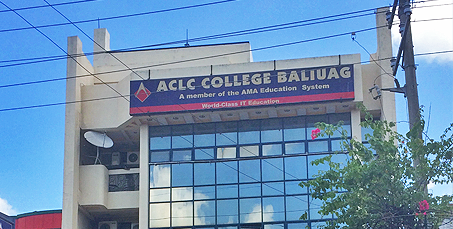 ACLC COLLEGE BALIUAG
A member of the AMA Education System
World-Class IT Education